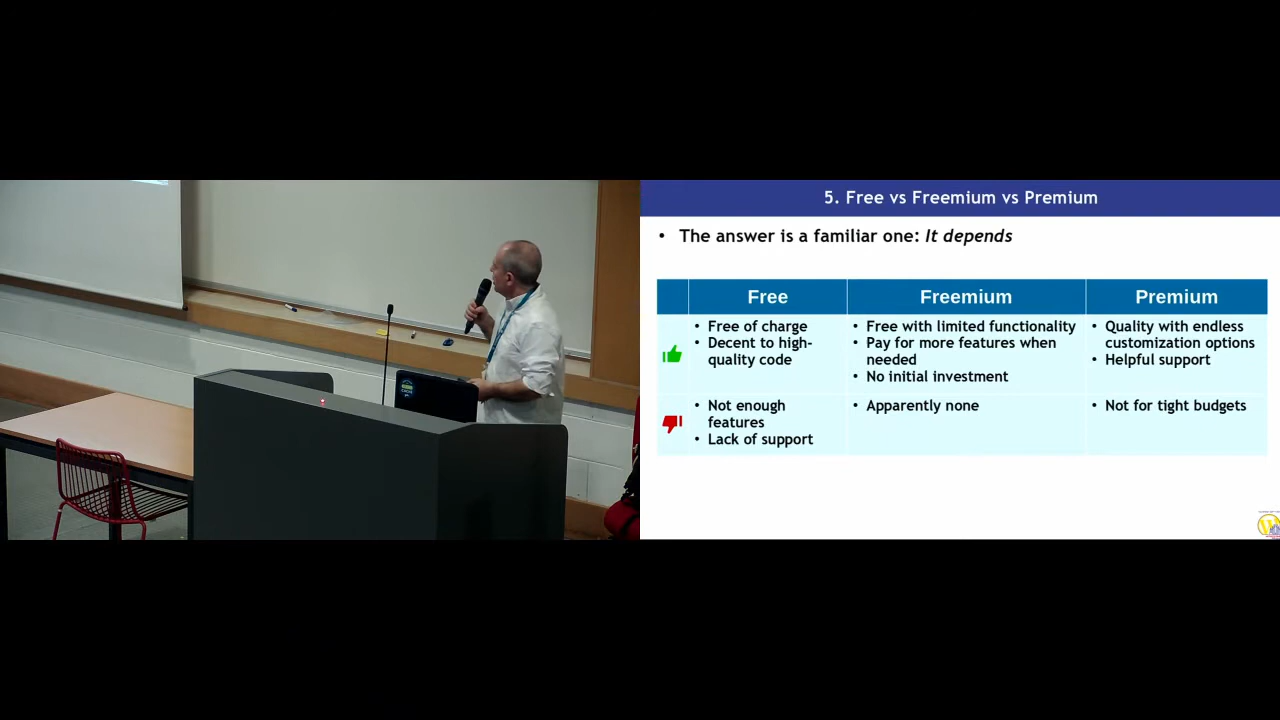 5. Free vs Freemium vs Premium
• The answer is a familiar one: It depends
Free
Freemium
Premium
• Free of charge
• Decent to high-
quality code
• Free with limited functionality
• Pay for more features when
needed
• No initial investment
• Quality with endless
customization options
• Helpful support
• Not enough
features
• Lack of support
• Apparently none
• Not for tight budgets